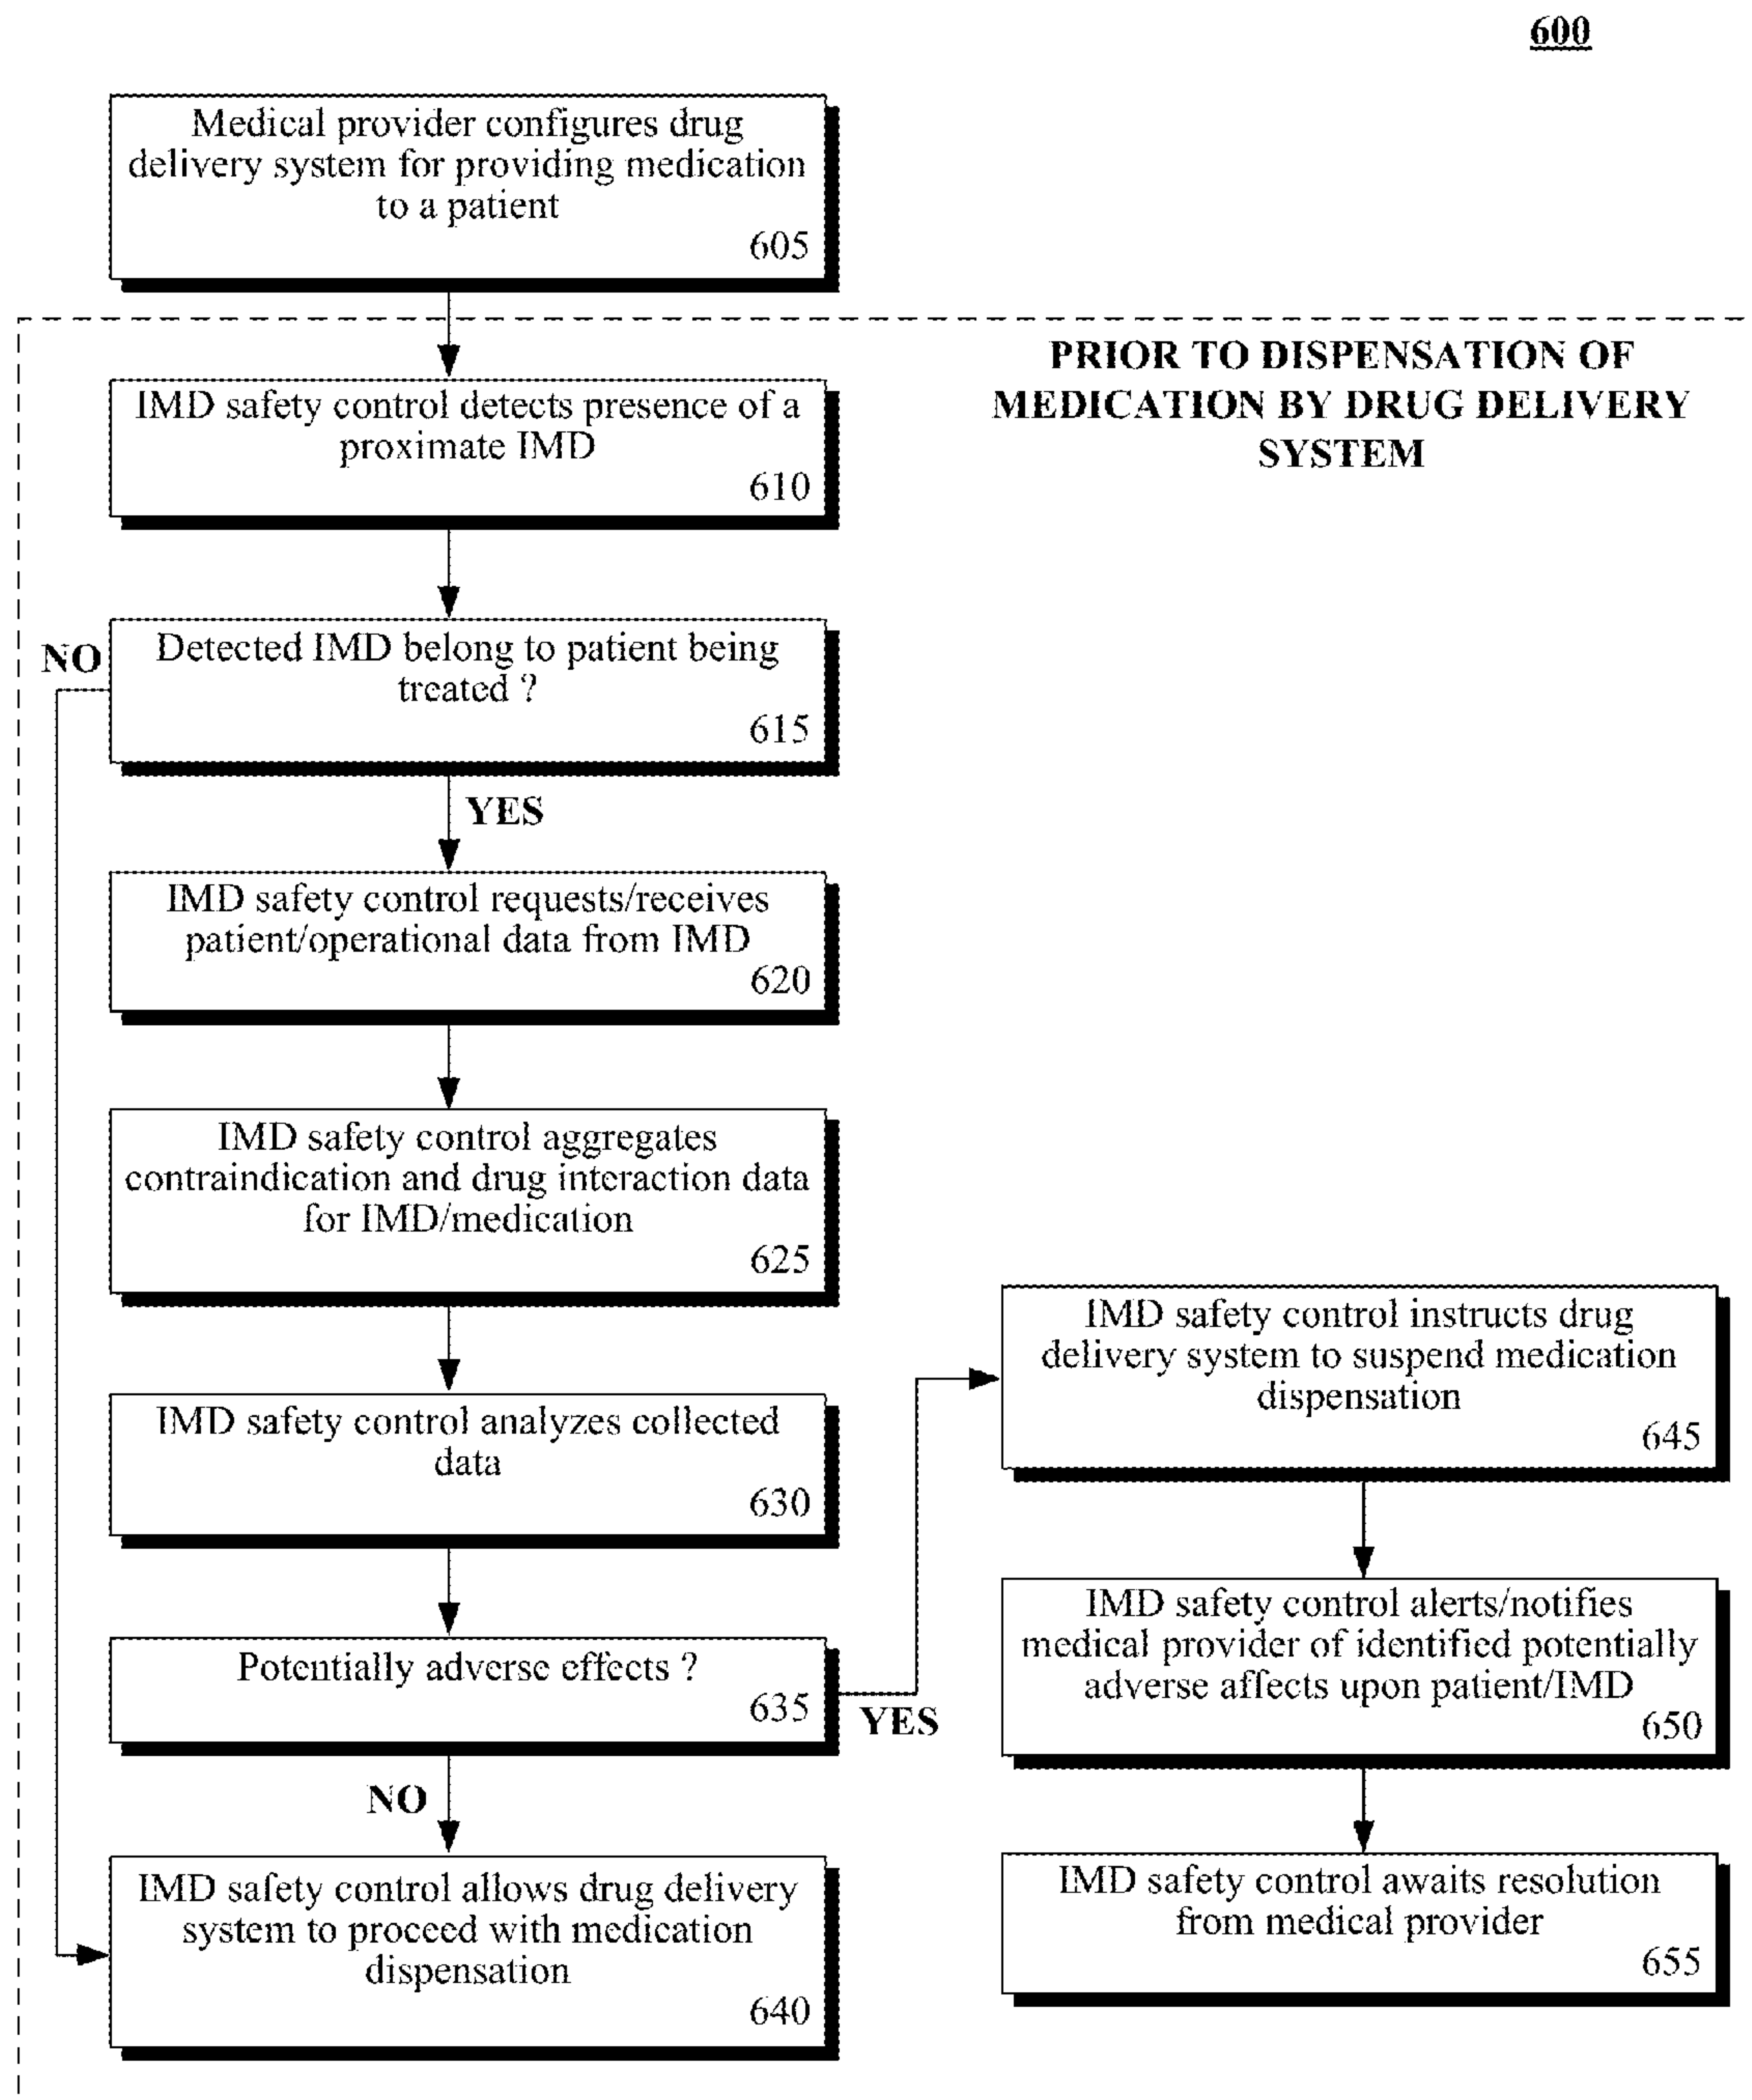 600
Medical provider configures drug
delivery system for providing medication
to a patient
605
PRIOR TO DISPENSATION OF
MEDICATION BY DRUG DELIVERY
SYSTEM
IMD safety control detects presence of a
proximate IMD
610
NO
Detected IMD belong to patient being
treated ?
615
YES
IMD safety control requests/receives
patient/operational data from IMD
620
IMD safety control aggregates
contraindication and drug interaction data
for IMD/medication
625
IMD safety control analyzes collected
data
630
Potentially adverse effects ?
635
YES
NO
IMD safety control allows drug delivery
system to proceed with medication
dispensation
640
IMD safety control instructs drug
delivery system to suspend medication
dispensation
645
IMD safety control alerts/notifies
medical provider of identified potentially
adverse affects upon patient/IMD
650
IMD safety control awaits resolution
from medical provider
655